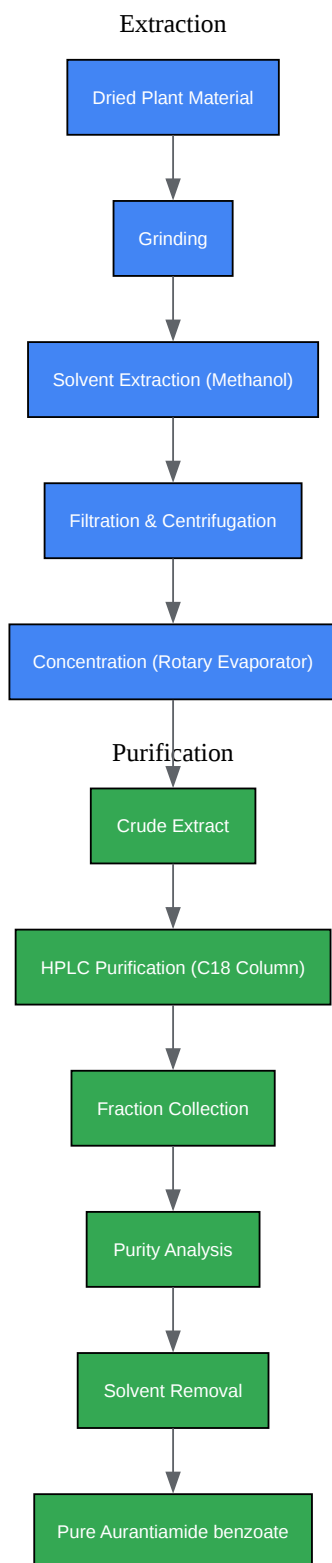 Extraction
Dried Plant Material
Grinding
Solvent Extraction (Methanol)
Filtration & Centrifugation
Concentration (Rotary Evaporator)
Purification
Crude Extract
HPLC Purification (C18 Column)
Fraction Collection
Purity Analysis
Solvent Removal
Pure Aurantiamide benzoate